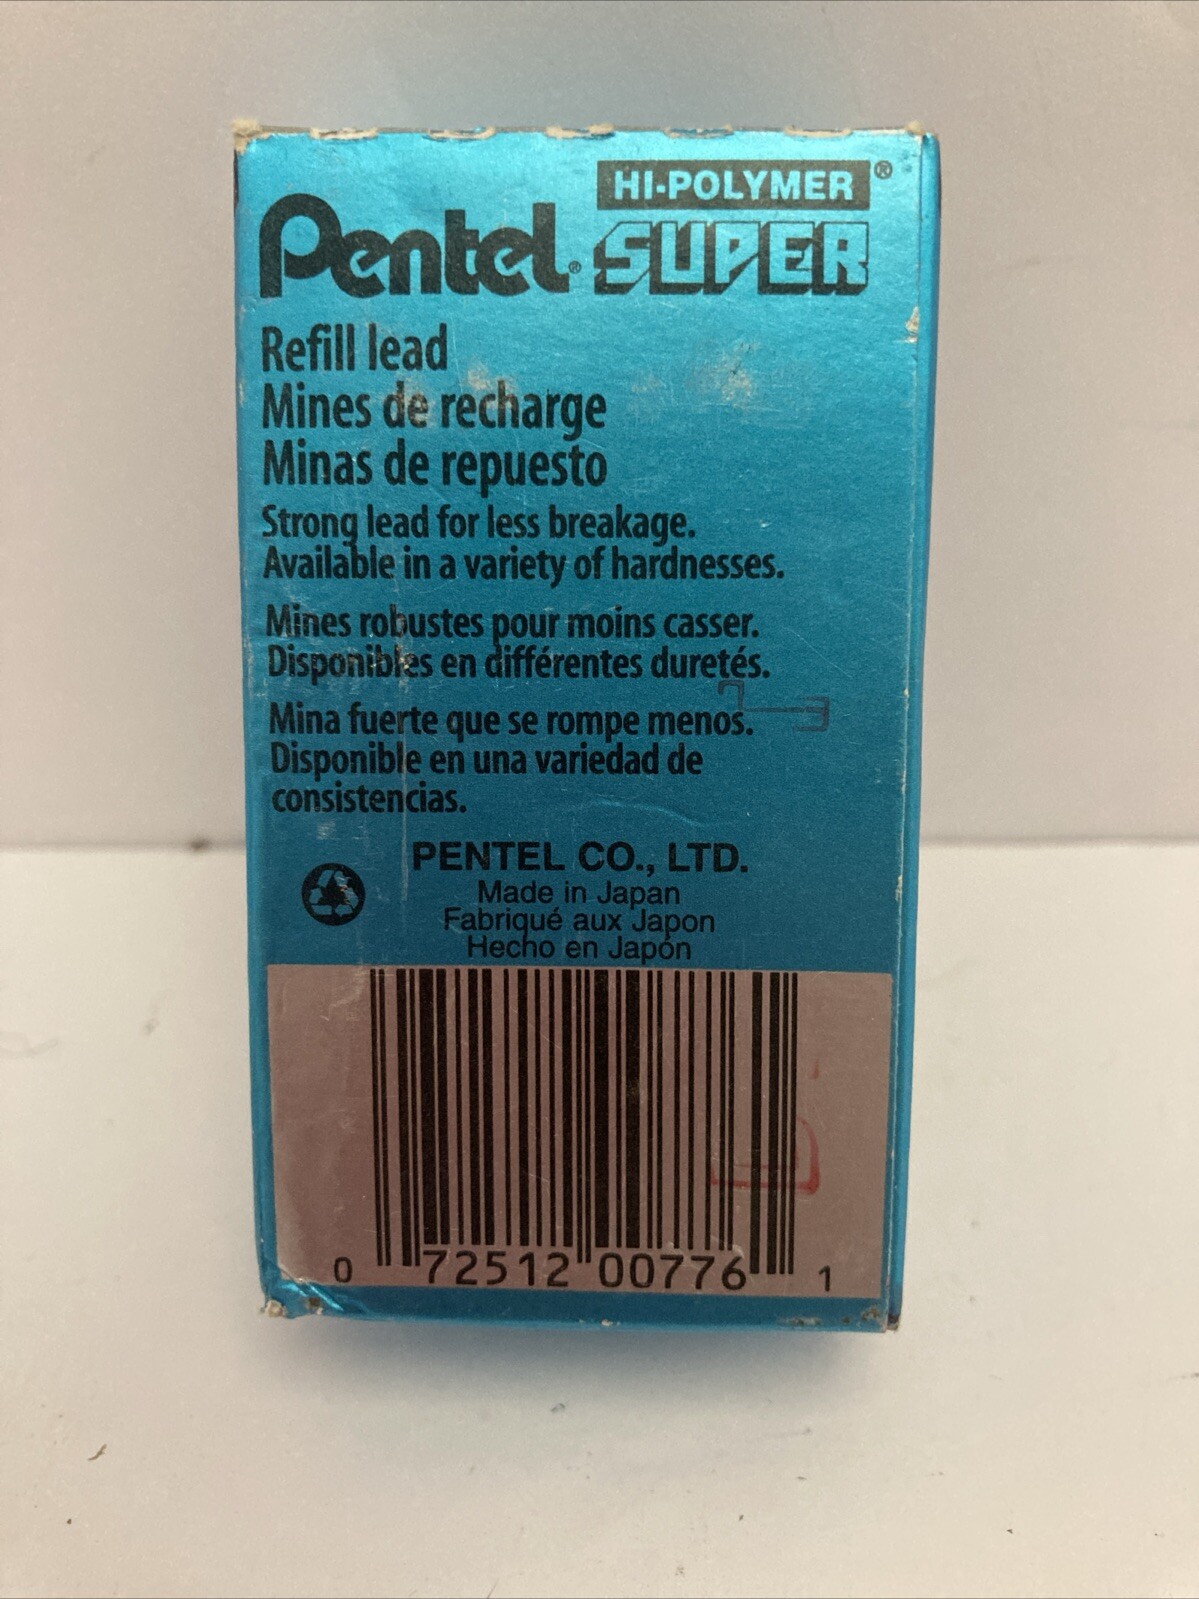 Pentel® HI-POLYMER® SUPER
Refill lead
Mines de recharge
Minas de repuesto
Strong lead for less breakage.
Available in a variety of hardnesses.
Mines robustes pour moins casser.
Disponibles en différentes duretés.
Mina fuerte que se rompe menos.
Disponible en una variedad de
consistencias.
PENTEL CO., LTD.
Made in Japan
Fabriqué aux Japon
Hecho en Japón
0 72512 00776 1